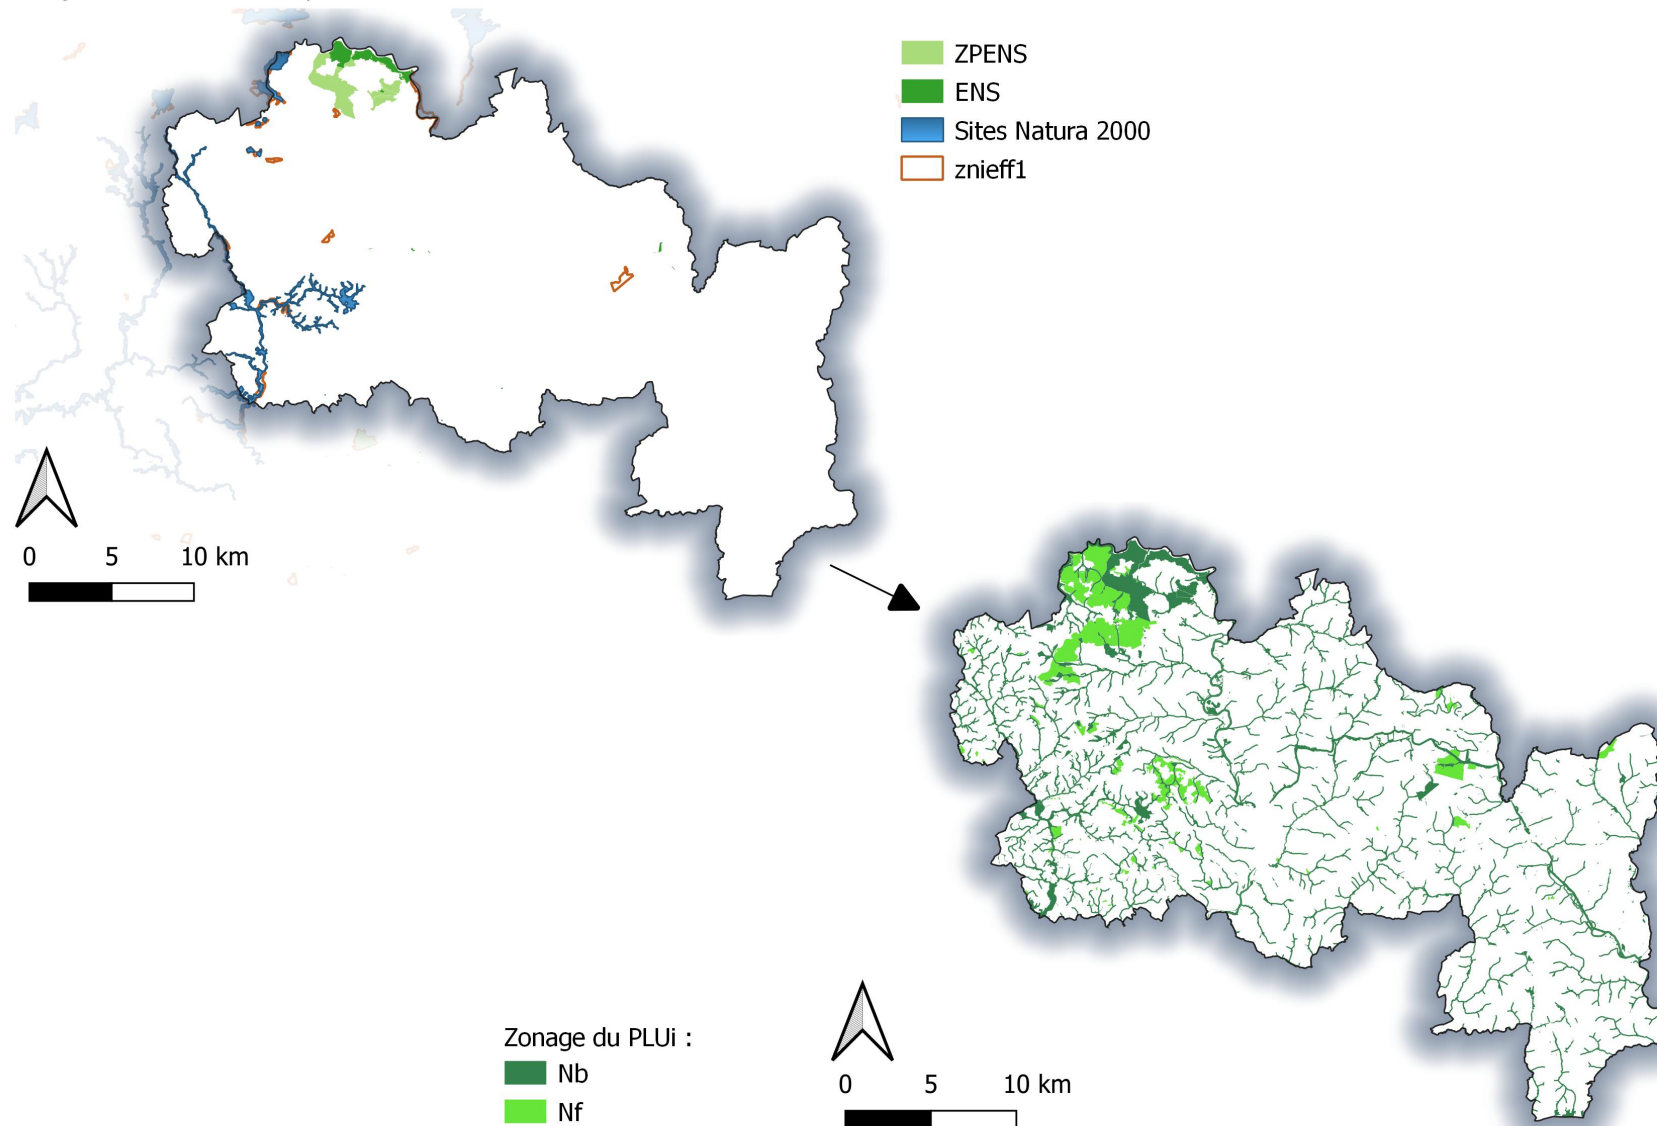 ZPENS
ENS
Sites Natura 2000
znieff1
0 5 10 km
Zonage du PLUi :
Nb
Nf
0 5 10 km